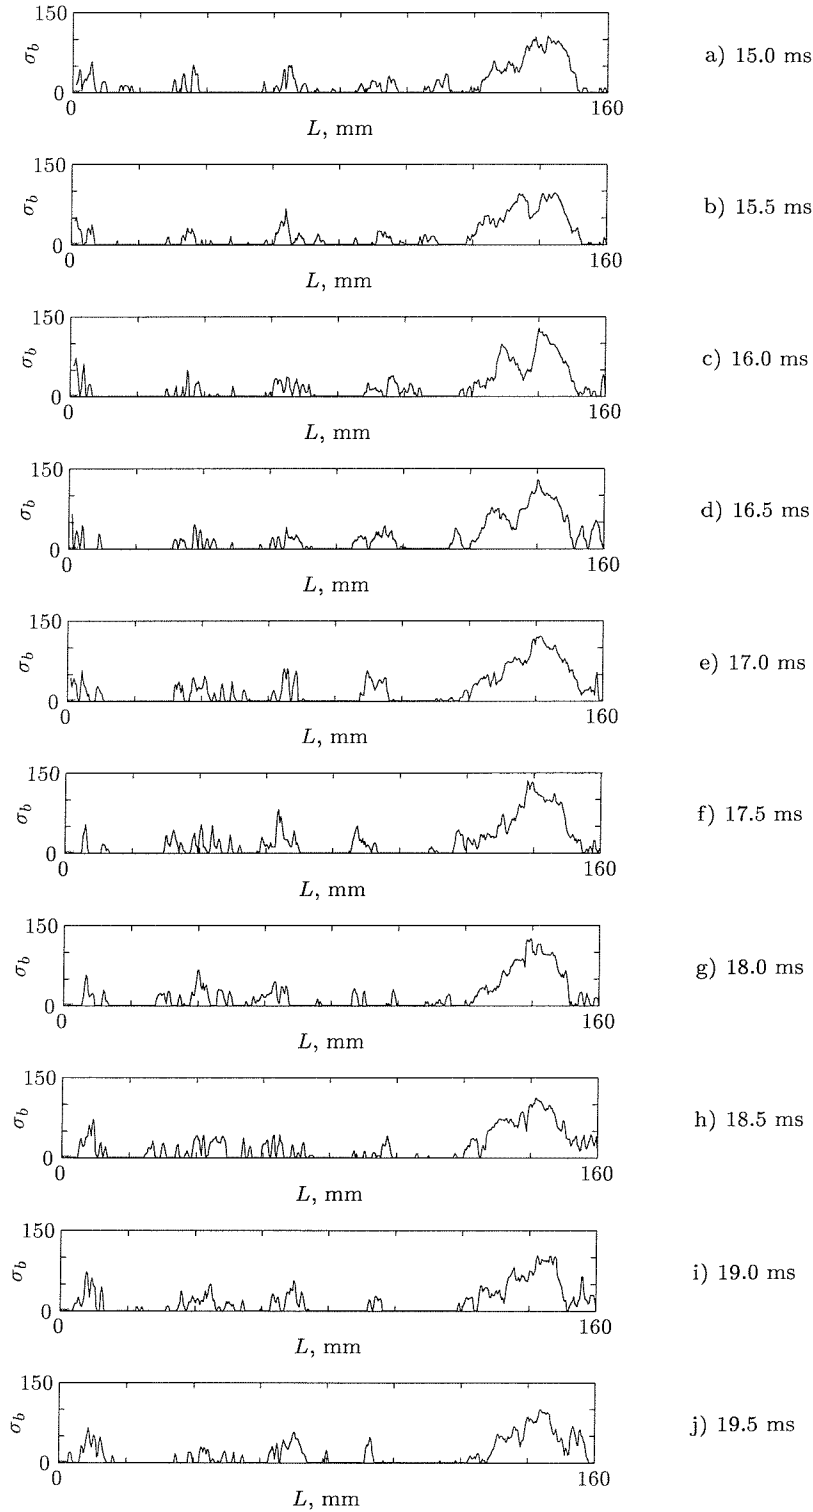 150
σb
0
0
160
L, mm
a) 15.0 ms
150
σb
0
0
160
L, mm
b) 15.5 ms
150
σb
0
0
160
L, mm
c) 16.0 ms
150
σb
0
0
160
L, mm
d) 16.5 ms
150
σb
0
0
160
L, mm
e) 17.0 ms
150
σb
0
0
160
L, mm
f) 17.5 ms
150
σb
0
0
160
L, mm
g) 18.0 ms
150
σb
0
0
160
L, mm
h) 18.5 ms
150
σb
0
0
160
L, mm
i) 19.0 ms
150
σb
0
0
160
L, mm
j) 19.5 ms